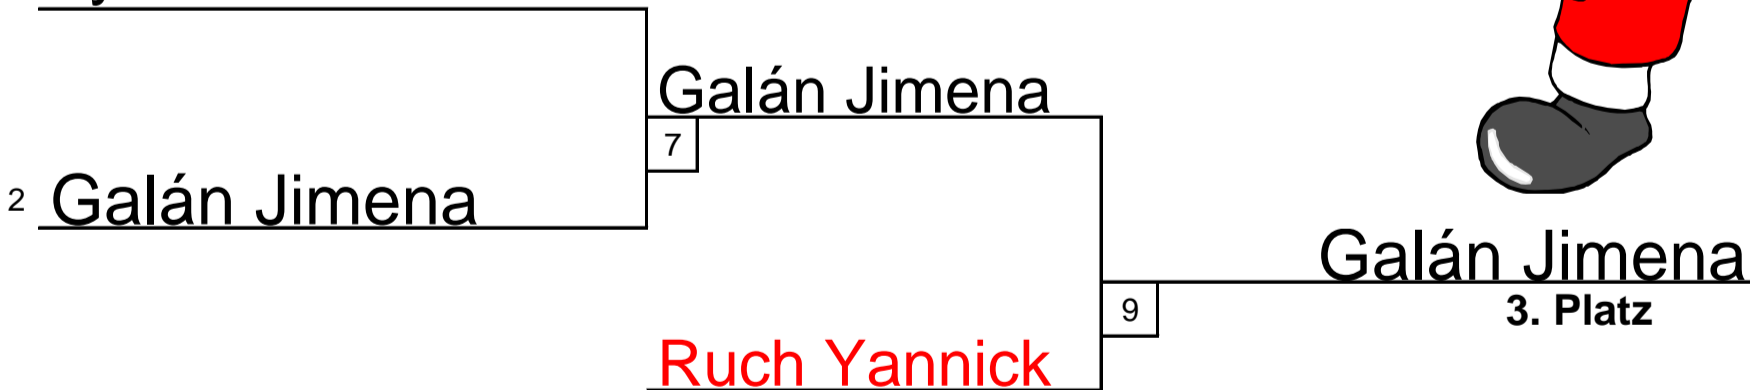 Galán Jimena
7
2 Galán Jimena
Galán Jimena
9
3. Platz
Ruch Yannick